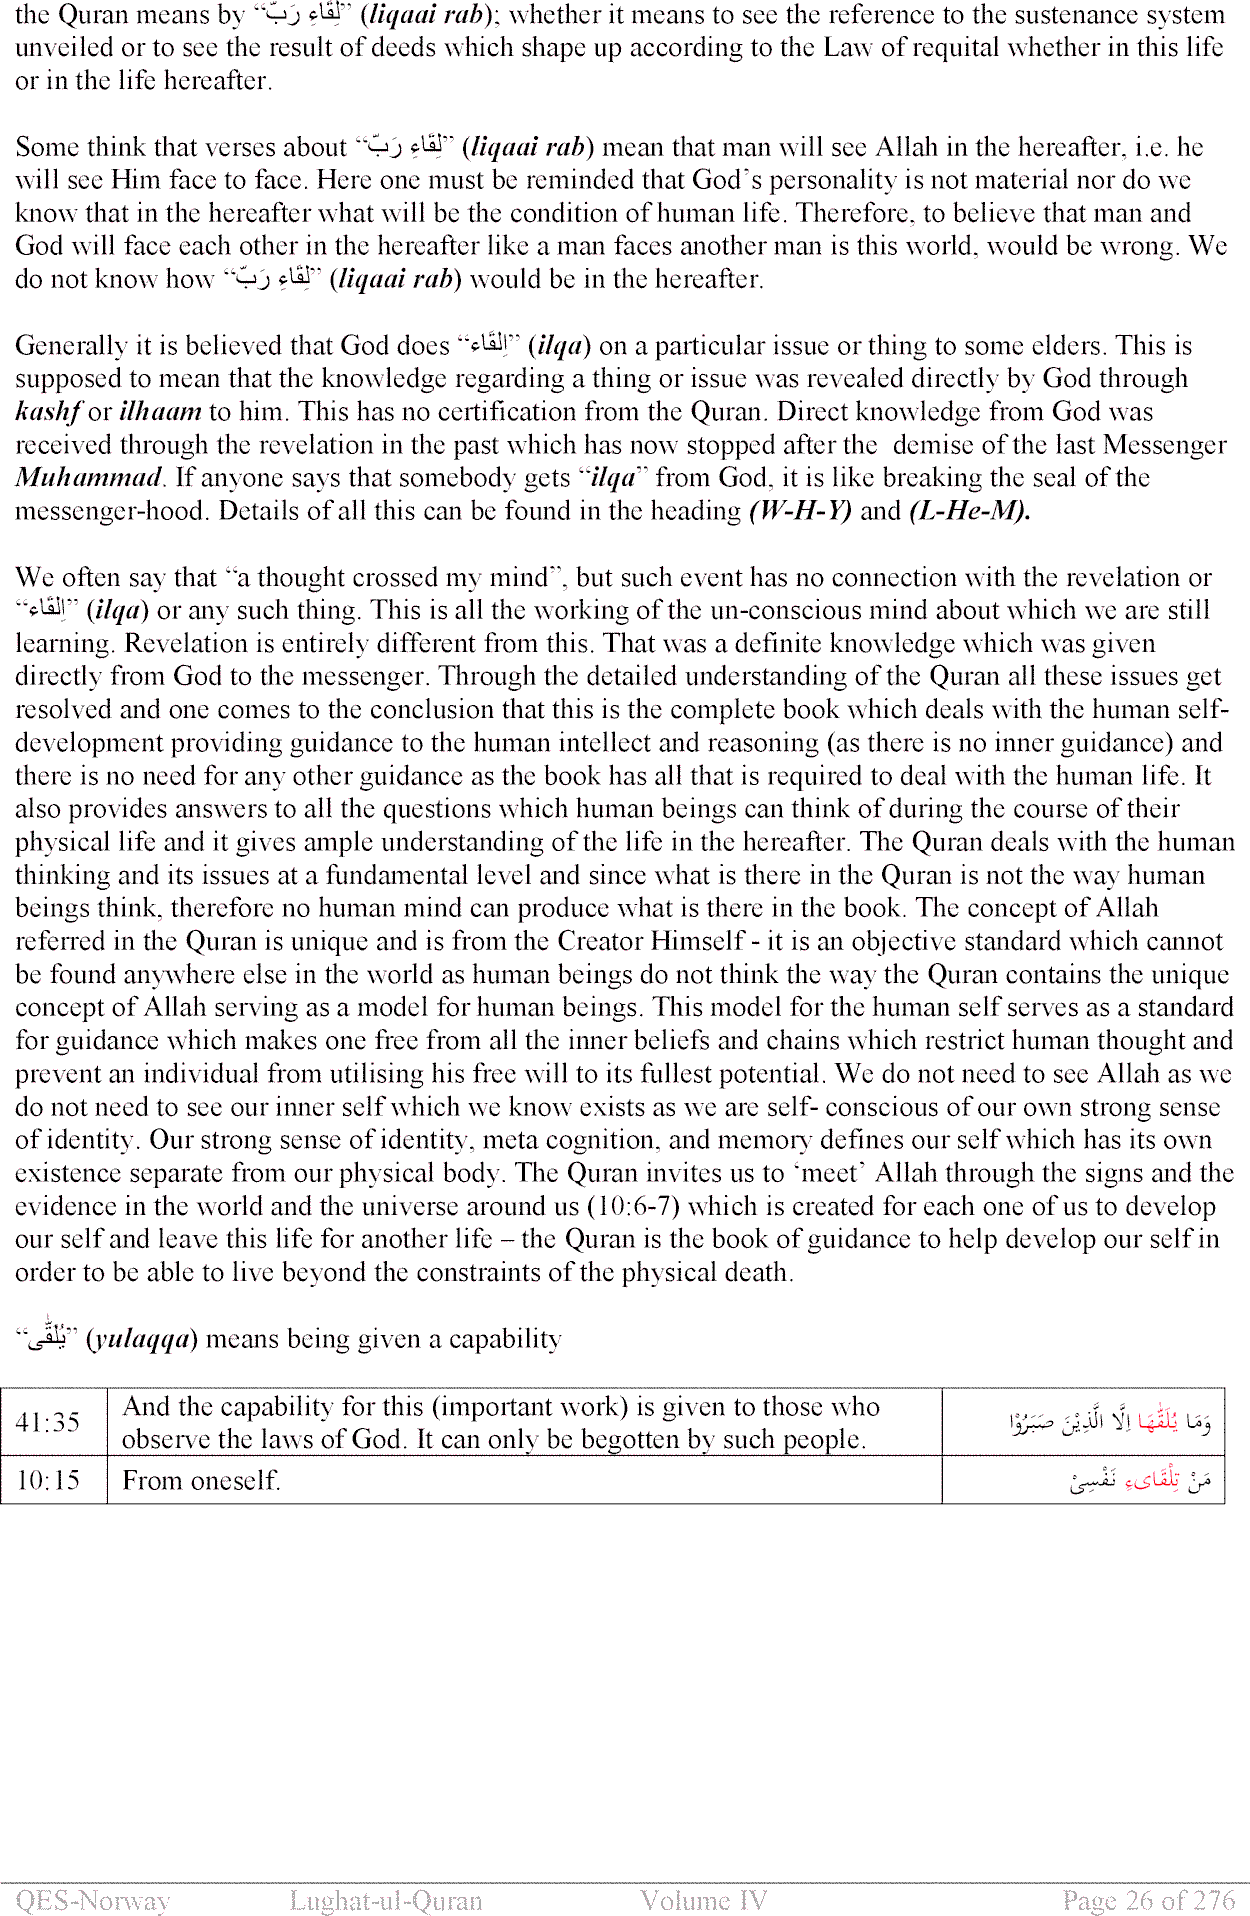 the Quran means by “لِقَاءِ رَبّ” (liqaai rab); whether it means to see the reference to the sustenance system
unveiled or to see the result of deeds which shape up according to the Law of requital whether in this life
or in the life hereafter.
Some think that verses about “لِقَاءِ رَبّ” (liqaai rab) mean that man will see Allah in the hereafter, i.e. he
will see Him face to face. Here one must be reminded that God’s personality is not material nor do we
know that in the hereafter what will be the condition of human life. Therefore, to believe that man and
God will face each other in the hereafter like a man faces another man is this world, would be wrong. We
do not know how “لِقَاءِ رَبّ” (liqaai rab) would be in the hereafter.
Generally it is believed that God does “اِلقَاء” (ilqa) on a particular issue or thing to some elders. This is
supposed to mean that the knowledge regarding a thing or issue was revealed directly by God through
kashf or ilhaam to him. This has no certification from the Quran. Direct knowledge from God was
received through the revelation in the past which has now stopped after the  demise of the last Messenger
Muhammad. If anyone says that somebody gets “ilqa” from God, it is like breaking the seal of the
messenger-hood. Details of all this can be found in the heading (W-H-Y) and (L-He-M).
We often say that “a thought crossed my mind”, but such event has no connection with the revelation or
“اِلقَاء” (ilqa) or any such thing. This is all the working of the un-conscious mind about which we are still
learning. Revelation is entirely different from this. That was a definite knowledge which was given
directly from God to the messenger. Through the detailed understanding of the Quran all these issues get
resolved and one comes to the conclusion that this is the complete book which deals with the human self-
development providing guidance to the human intellect and reasoning (as there is no inner guidance) and
there is no need for any other guidance as the book has all that is required to deal with the human life. It
also provides answers to all the questions which human beings can think of during the course of their
physical life and it gives ample understanding of the life in the hereafter. The Quran deals with the human
thinking and its issues at a fundamental level and since what is there in the Quran is not the way human
beings think, therefore no human mind can produce what is there in the book. The concept of Allah
referred in the Quran is unique and is from the Creator Himself - it is an objective standard which cannot
be found anywhere else in the world as human beings do not think the way the Quran contains the unique
concept of Allah serving as a model for human beings. This model for the human self serves as a standard
for guidance which makes one free from all the inner beliefs and chains which restrict human thought and
prevent an individual from utilising his free will to its fullest potential. We do not need to see Allah as we
do not need to see our inner self which we know exists as we are self- conscious of our own strong sense
of identity. Our strong sense of identity, meta cognition, and memory defines our self which has its own
existence separate from our physical body. The Quran invites us to ‘meet’ Allah through the signs and the
evidence in the world and the universe around us (10:6-7) which is created for each one of us to develop
our self and leave this life for another life – the Quran is the book of guidance to help develop our self in
order to be able to live beyond the constraints of the physical death.
“يُلَقّٰى” (yulaqqa) means being given a capability
41:35 And the capability for this (important work) is given to those who
observe the laws of God. It can only be begotten by such people. وَمَا يُلَقّٰهَا اِلَّا الَّذِيْنَ صَبَرُوْا
10:15 From oneself. مَنْ تِلْقَایءِ نَفْسِیْ
QES-Norway Lughat-ul-Quran Volume IV Page 26 of 276